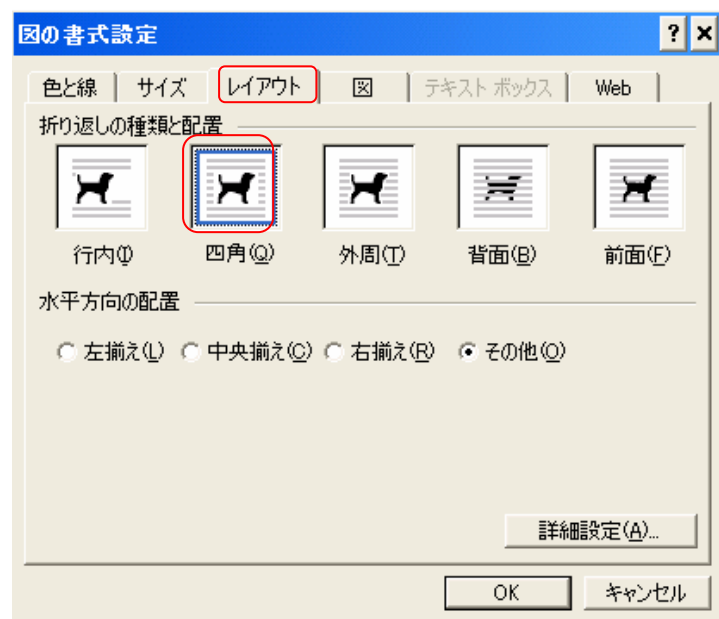 図の書式設定
色と線 サイズ レイアウト 図 テキスト ボックス Web
折り返しの種類と配置
行内(I) 四角(Q) 外周(T) 背面(B) 前面(F)
水平方向の配置
左揃え(L) 中央揃え(C) 右揃え(R) その他(O)
詳細設定(A)...
OK キャンセル